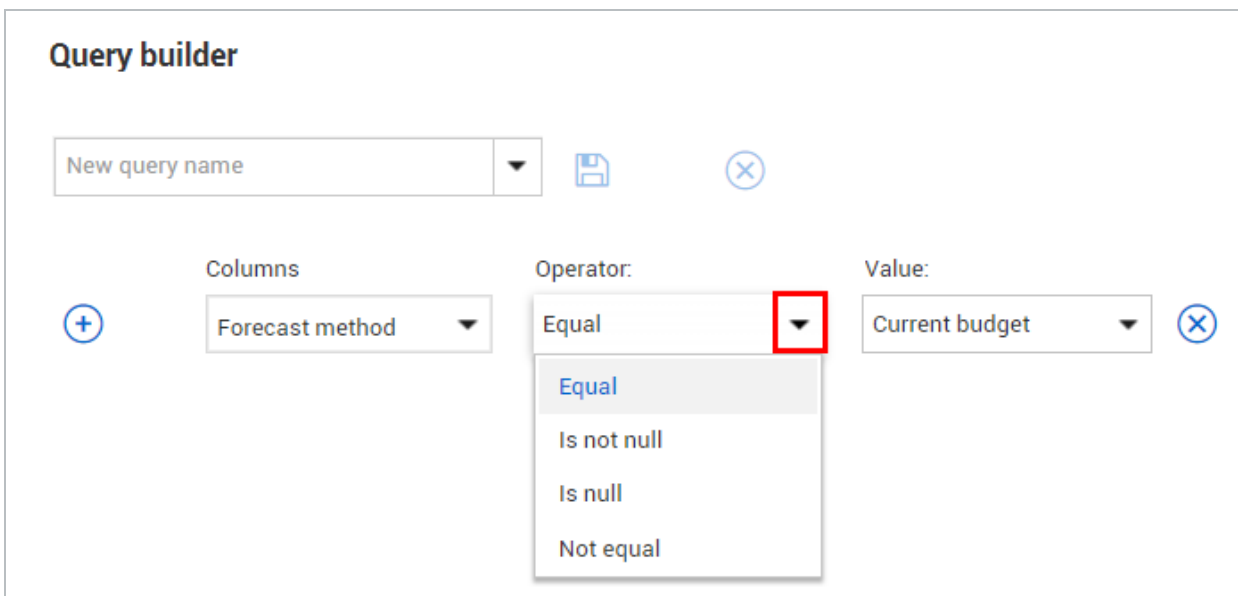 Query builder
New query name
Columns Operator: Value:
Forecast method Equal Current budget
Equal
Is not null
Is null
Not equal